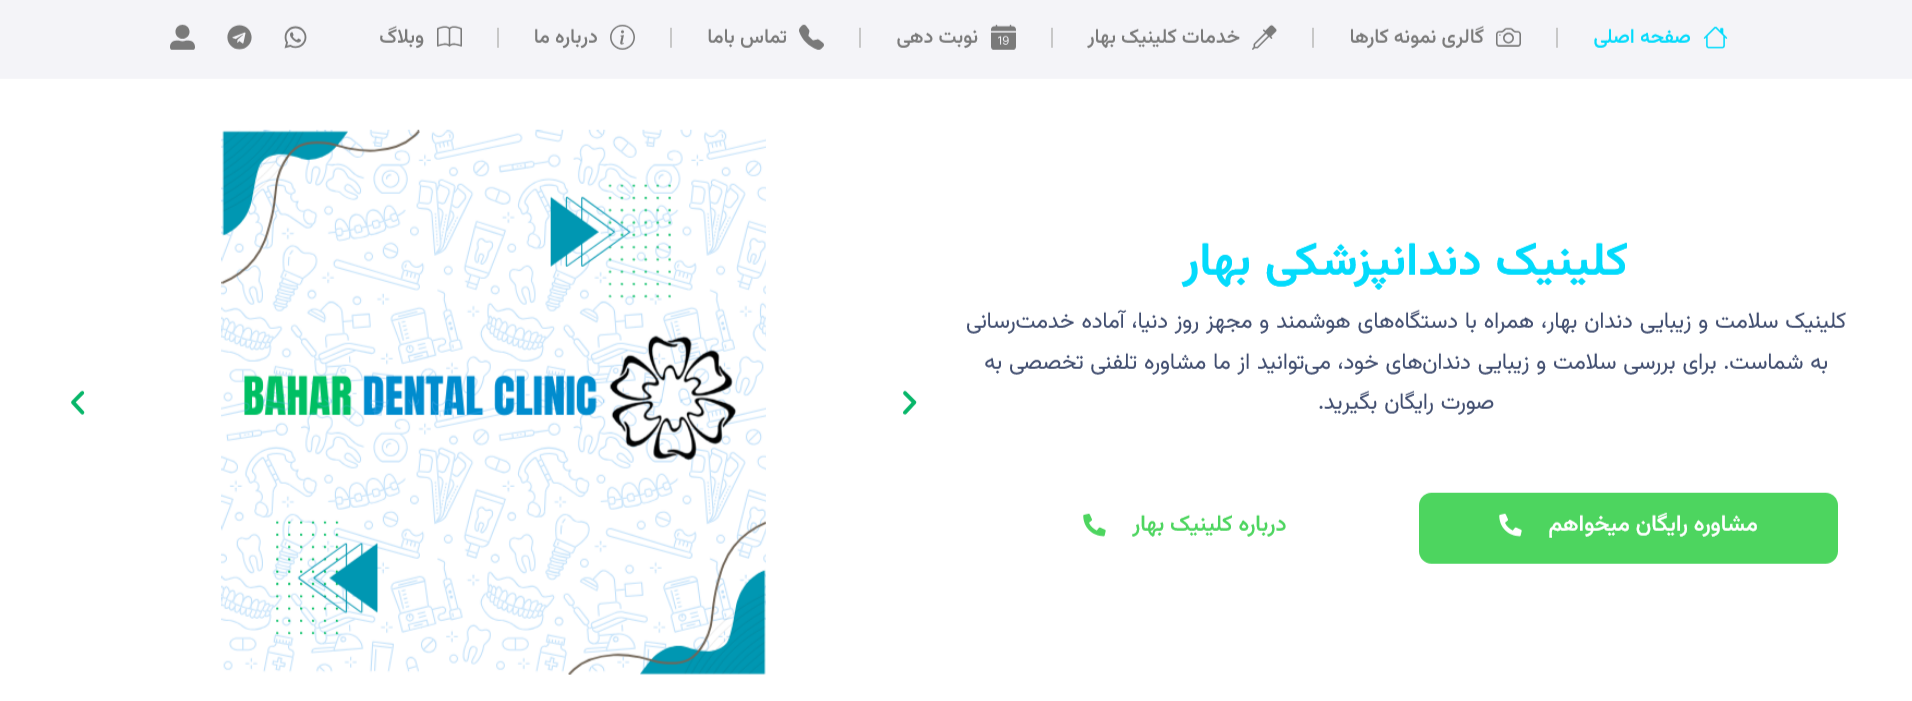 صفحه اصلی
گالری نمونه کارها
خدمات کلینیک بهار
19
نوبت دهی
تماس باما
درباره ما
وبلاگ
کلینیک دندانپزشکی بهار
کلینیک سلامت و زیبایی دندان بهار، همراه با دستگاه‌های هوشمند و مجهز روز دنیا، آماده خدمت‌رسانی
به شماست. برای بررسی سلامت و زیبایی دندان‌های خود، می‌توانید از ما مشاوره تلفنی تخصصی به
صورت رایگان بگیرید.
مشاوره رایگان میخواهم
درباره کلینیک بهار
BAHAR DENTAL CLINIC